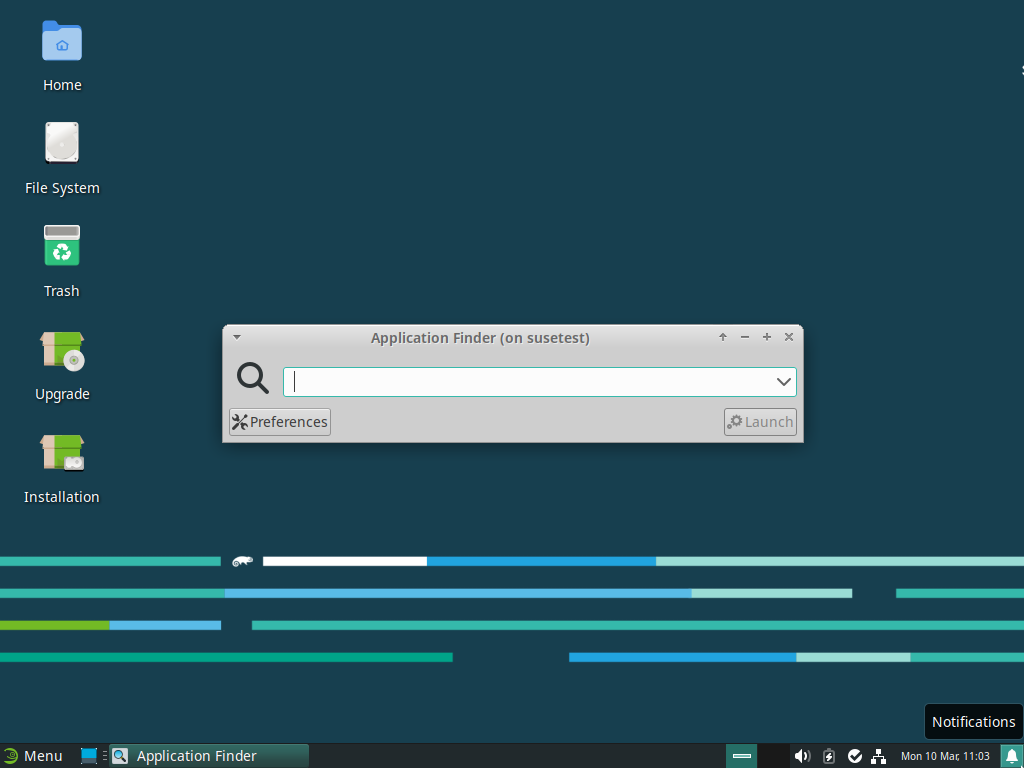 Home
File System
Trash
Upgrade
Installation
Application Finder (on susetest)
Preferences
Launch
Notifications
Menu
Application Finder
Mon 10 Mar, 11:03